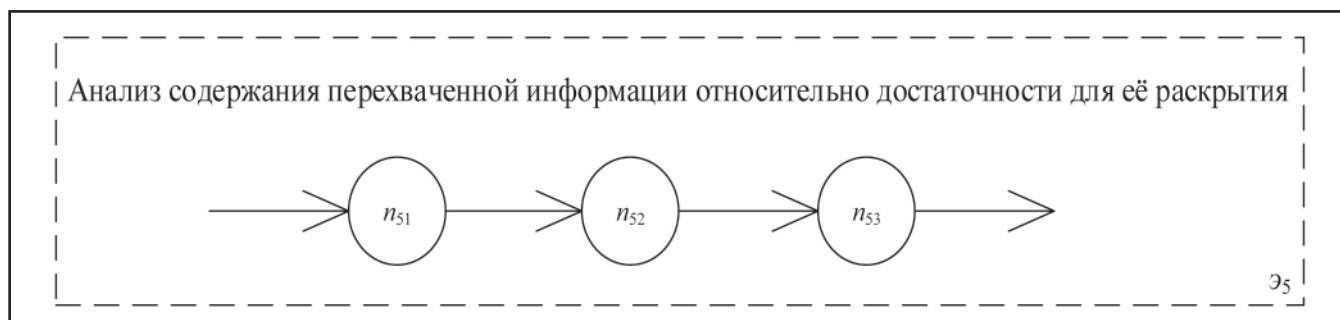 Анализ содержания перехваченной информации относительно достаточности для её раскрытия
n51 n52 n53
Э5